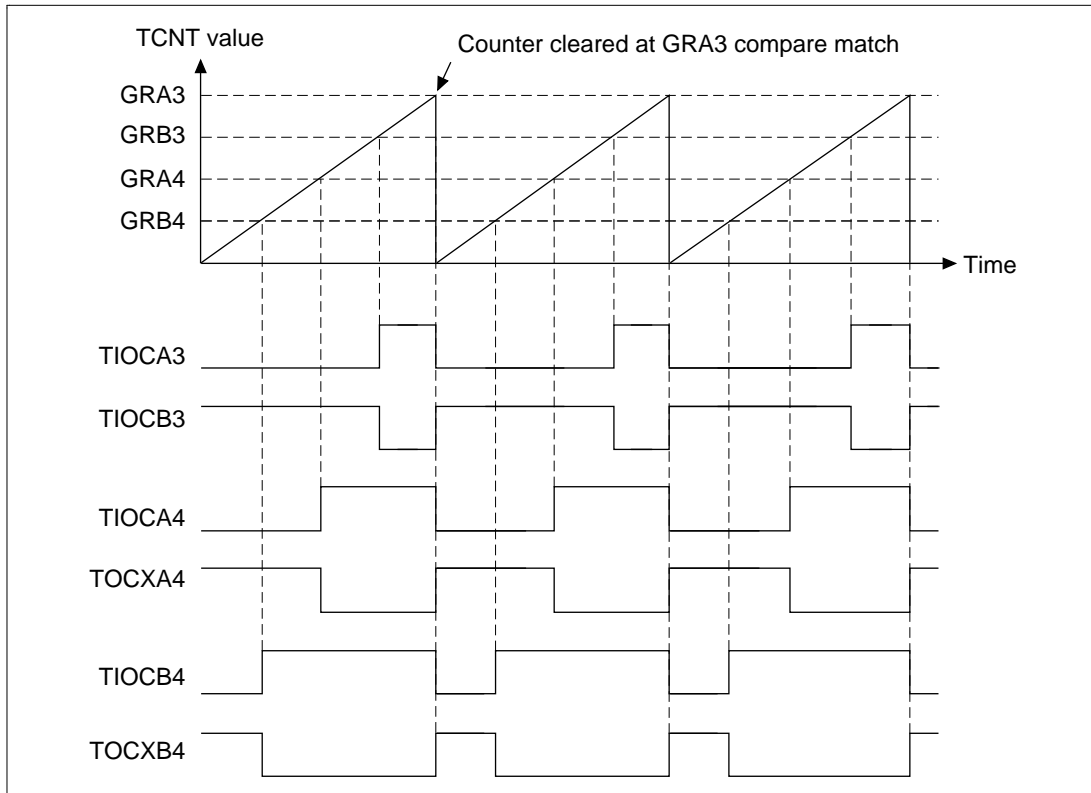 TCNT value
Counter cleared at GRA3 compare match
GRA3
GRB3
GRA4
GRB4
Time
TIOCA3
TIOCB3
TIOCA4
TOCXA4
TIOCB4
TOCXB4